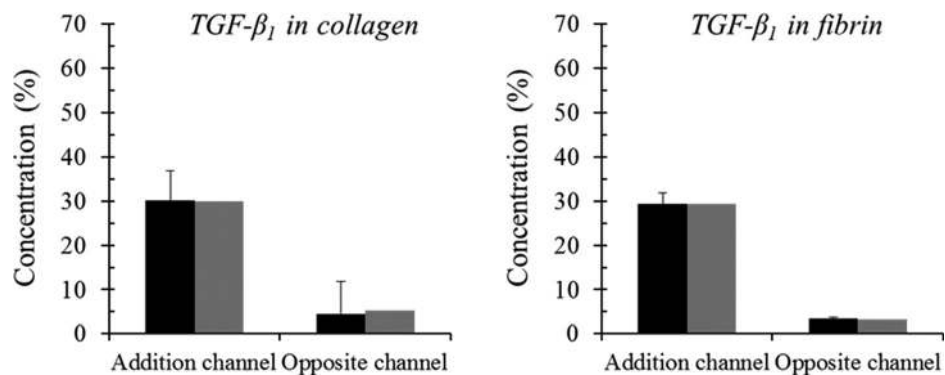 TGF-β₁ in collagen
Concentration (%)
70
60
50
40
30
20
10
0
Addition channel Opposite channel
TGF-β₁ in fibrin
Concentration (%)
70
60
50
40
30
20
10
0
Addition channel Opposite channel